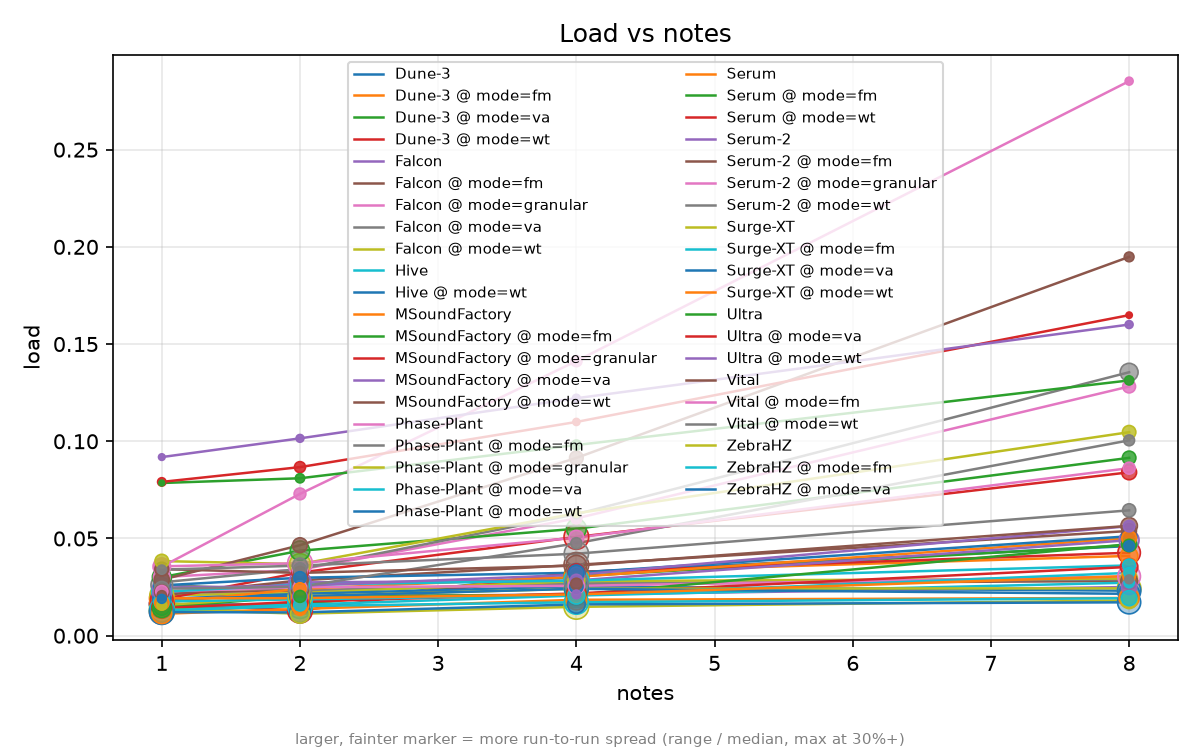 Load vs notes
load
0.25
0.20
0.15
0.10
0.05
0.00
Dune-3
Dune-3 @ mode=fm
Dune-3 @ mode=va
Dune-3 @ mode=wt
Falcon
Falcon @ mode=fm
Falcon @ mode=granular
Falcon @ mode=va
Falcon @ mode=wt
Hive
Hive @ mode=wt
MSoundFactory
MSoundFactory @ mode=fm
MSoundFactory @ mode=granular
MSoundFactory @ mode=va
MSoundFactory @ mode=wt
Phase-Plant
Phase-Plant @ mode=fm
Phase-Plant @ mode=granular
Phase-Plant @ mode=va
Phase-Plant @ mode=wt
Serum
Serum @ mode=fm
Serum @ mode=wt
Serum-2
Serum-2 @ mode=fm
Serum-2 @ mode=granular
Serum-2 @ mode=wt
Surge-XT
Surge-XT @ mode=fm
Surge-XT @ mode=va
Surge-XT @ mode=wt
Ultra
Ultra @ mode=va
Ultra @ mode=wt
Vital
Vital @ mode=fm
Vital @ mode=wt
ZebraHZ
ZebraHZ @ mode=fm
ZebraHZ @ mode=va
1 2 3 4 5 6 7 8
notes
larger, fainter marker = more run-to-run spread (range / median, max at 30%+)